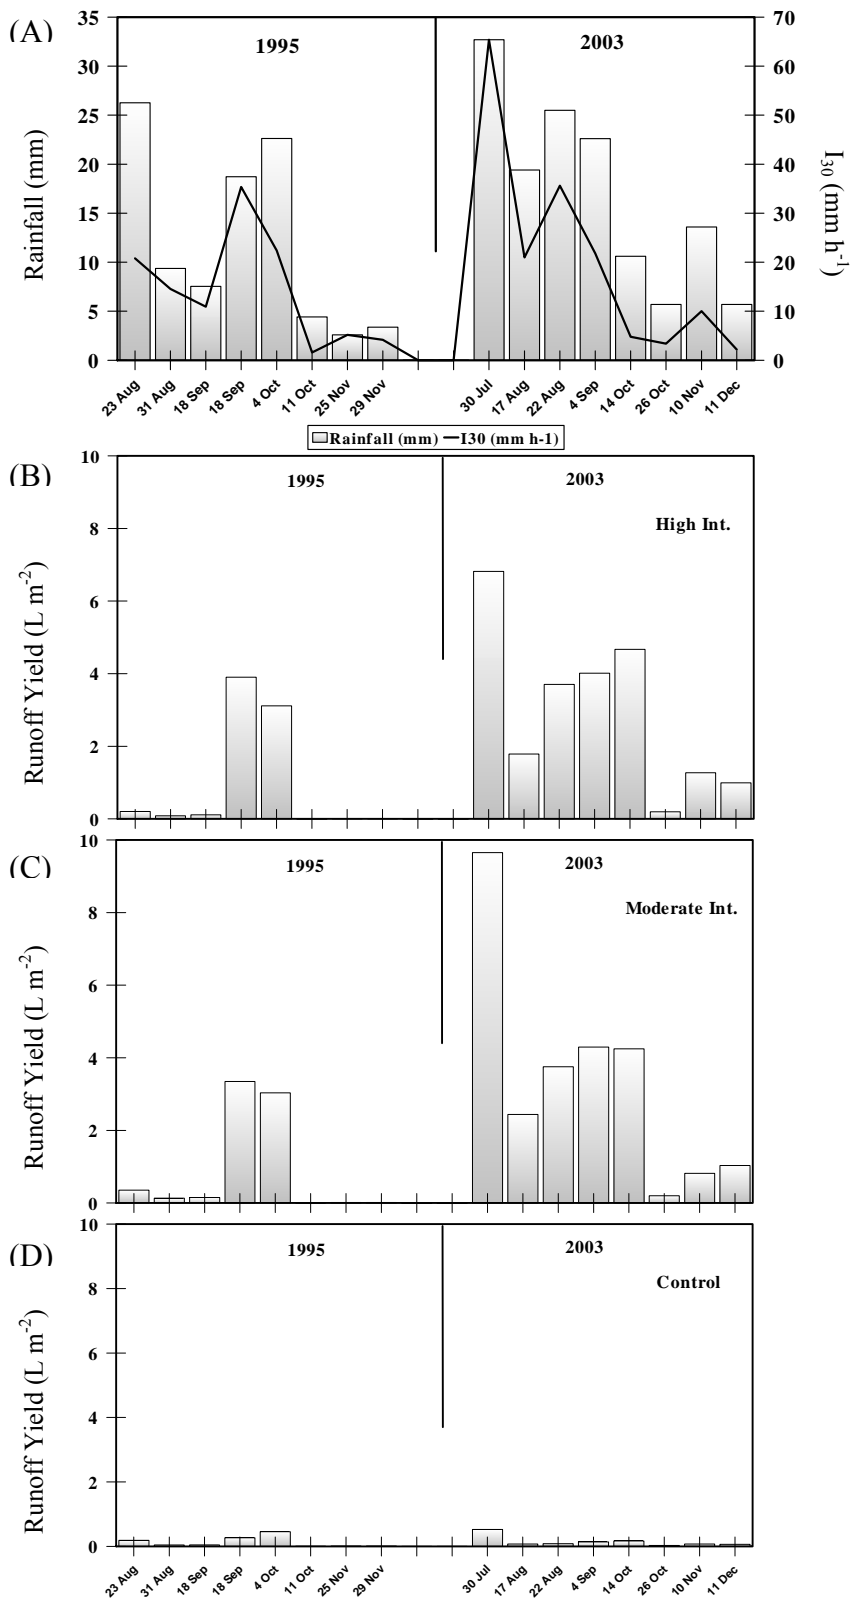 (A)
1995
2003
Rainfall (mm)
I30 (mm h-1)
35
30
25
20
15
10
5
0
70
60
50
40
30
20
10
0
23 Aug
31 Aug
18 Sep
18 Sep
4 Oct
11 Oct
25 Nov
29 Nov
30 Jul
17 Aug
22 Aug
4 Sep
14 Oct
26 Oct
10 Nov
11 Dec
Rainfall (mm) I30 (mm h-1)
(B)
1995
2003
High Int.
Runoff Yield (L m-2)
10
8
6
4
2
0
(C)
1995
2003
Moderate Int.
Runoff Yield (L m-2)
10
8
6
4
2
0
(D)
1995
2003
Control
Runoff Yield (L m-2)
10
8
6
4
2
0
23 Aug
31 Aug
18 Sep
18 Sep
4 Oct
11 Oct
25 Nov
29 Nov
30 Jul
17 Aug
22 Aug
4 Sep
14 Oct
26 Oct
10 Nov
11 Dec